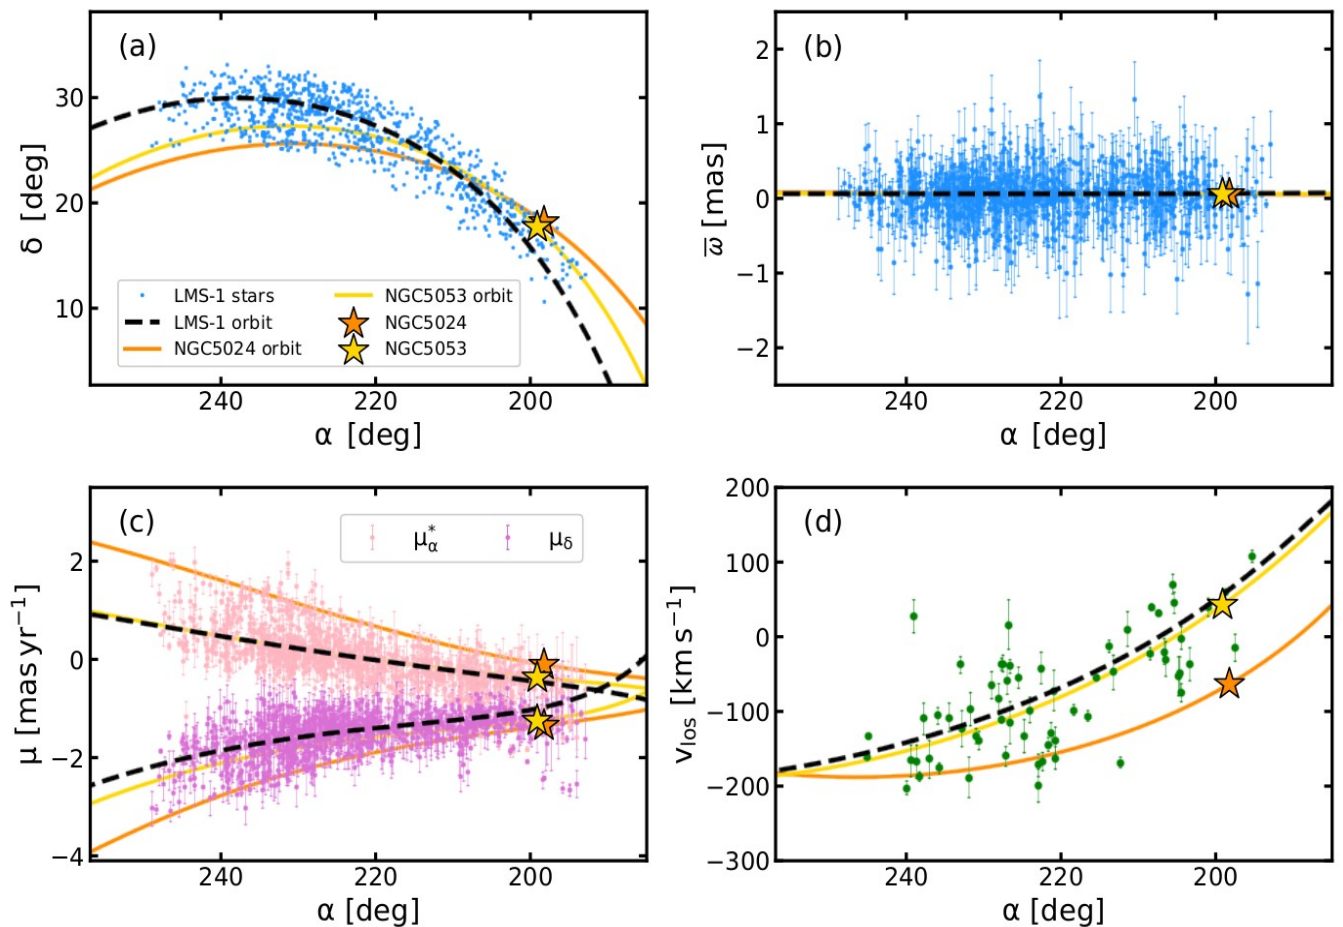 (a)
30
20
10
δ [deg]
LMS-1 stars
LMS-1 orbit
NGC5024 orbit
NGC5053 orbit
NGC5024
NGC5053
240 220 200
α [deg]
(b)
2
1
0
−1
−2
ϖ [mas]
240 220 200
α [deg]
(c)
μ*α μδ
2
0
−2
−4
μ [mas yr−1]
240 220 200
α [deg]
(d)
200
100
0
−100
−200
−300
vlos [km s−1]
240 220 200
α [deg]